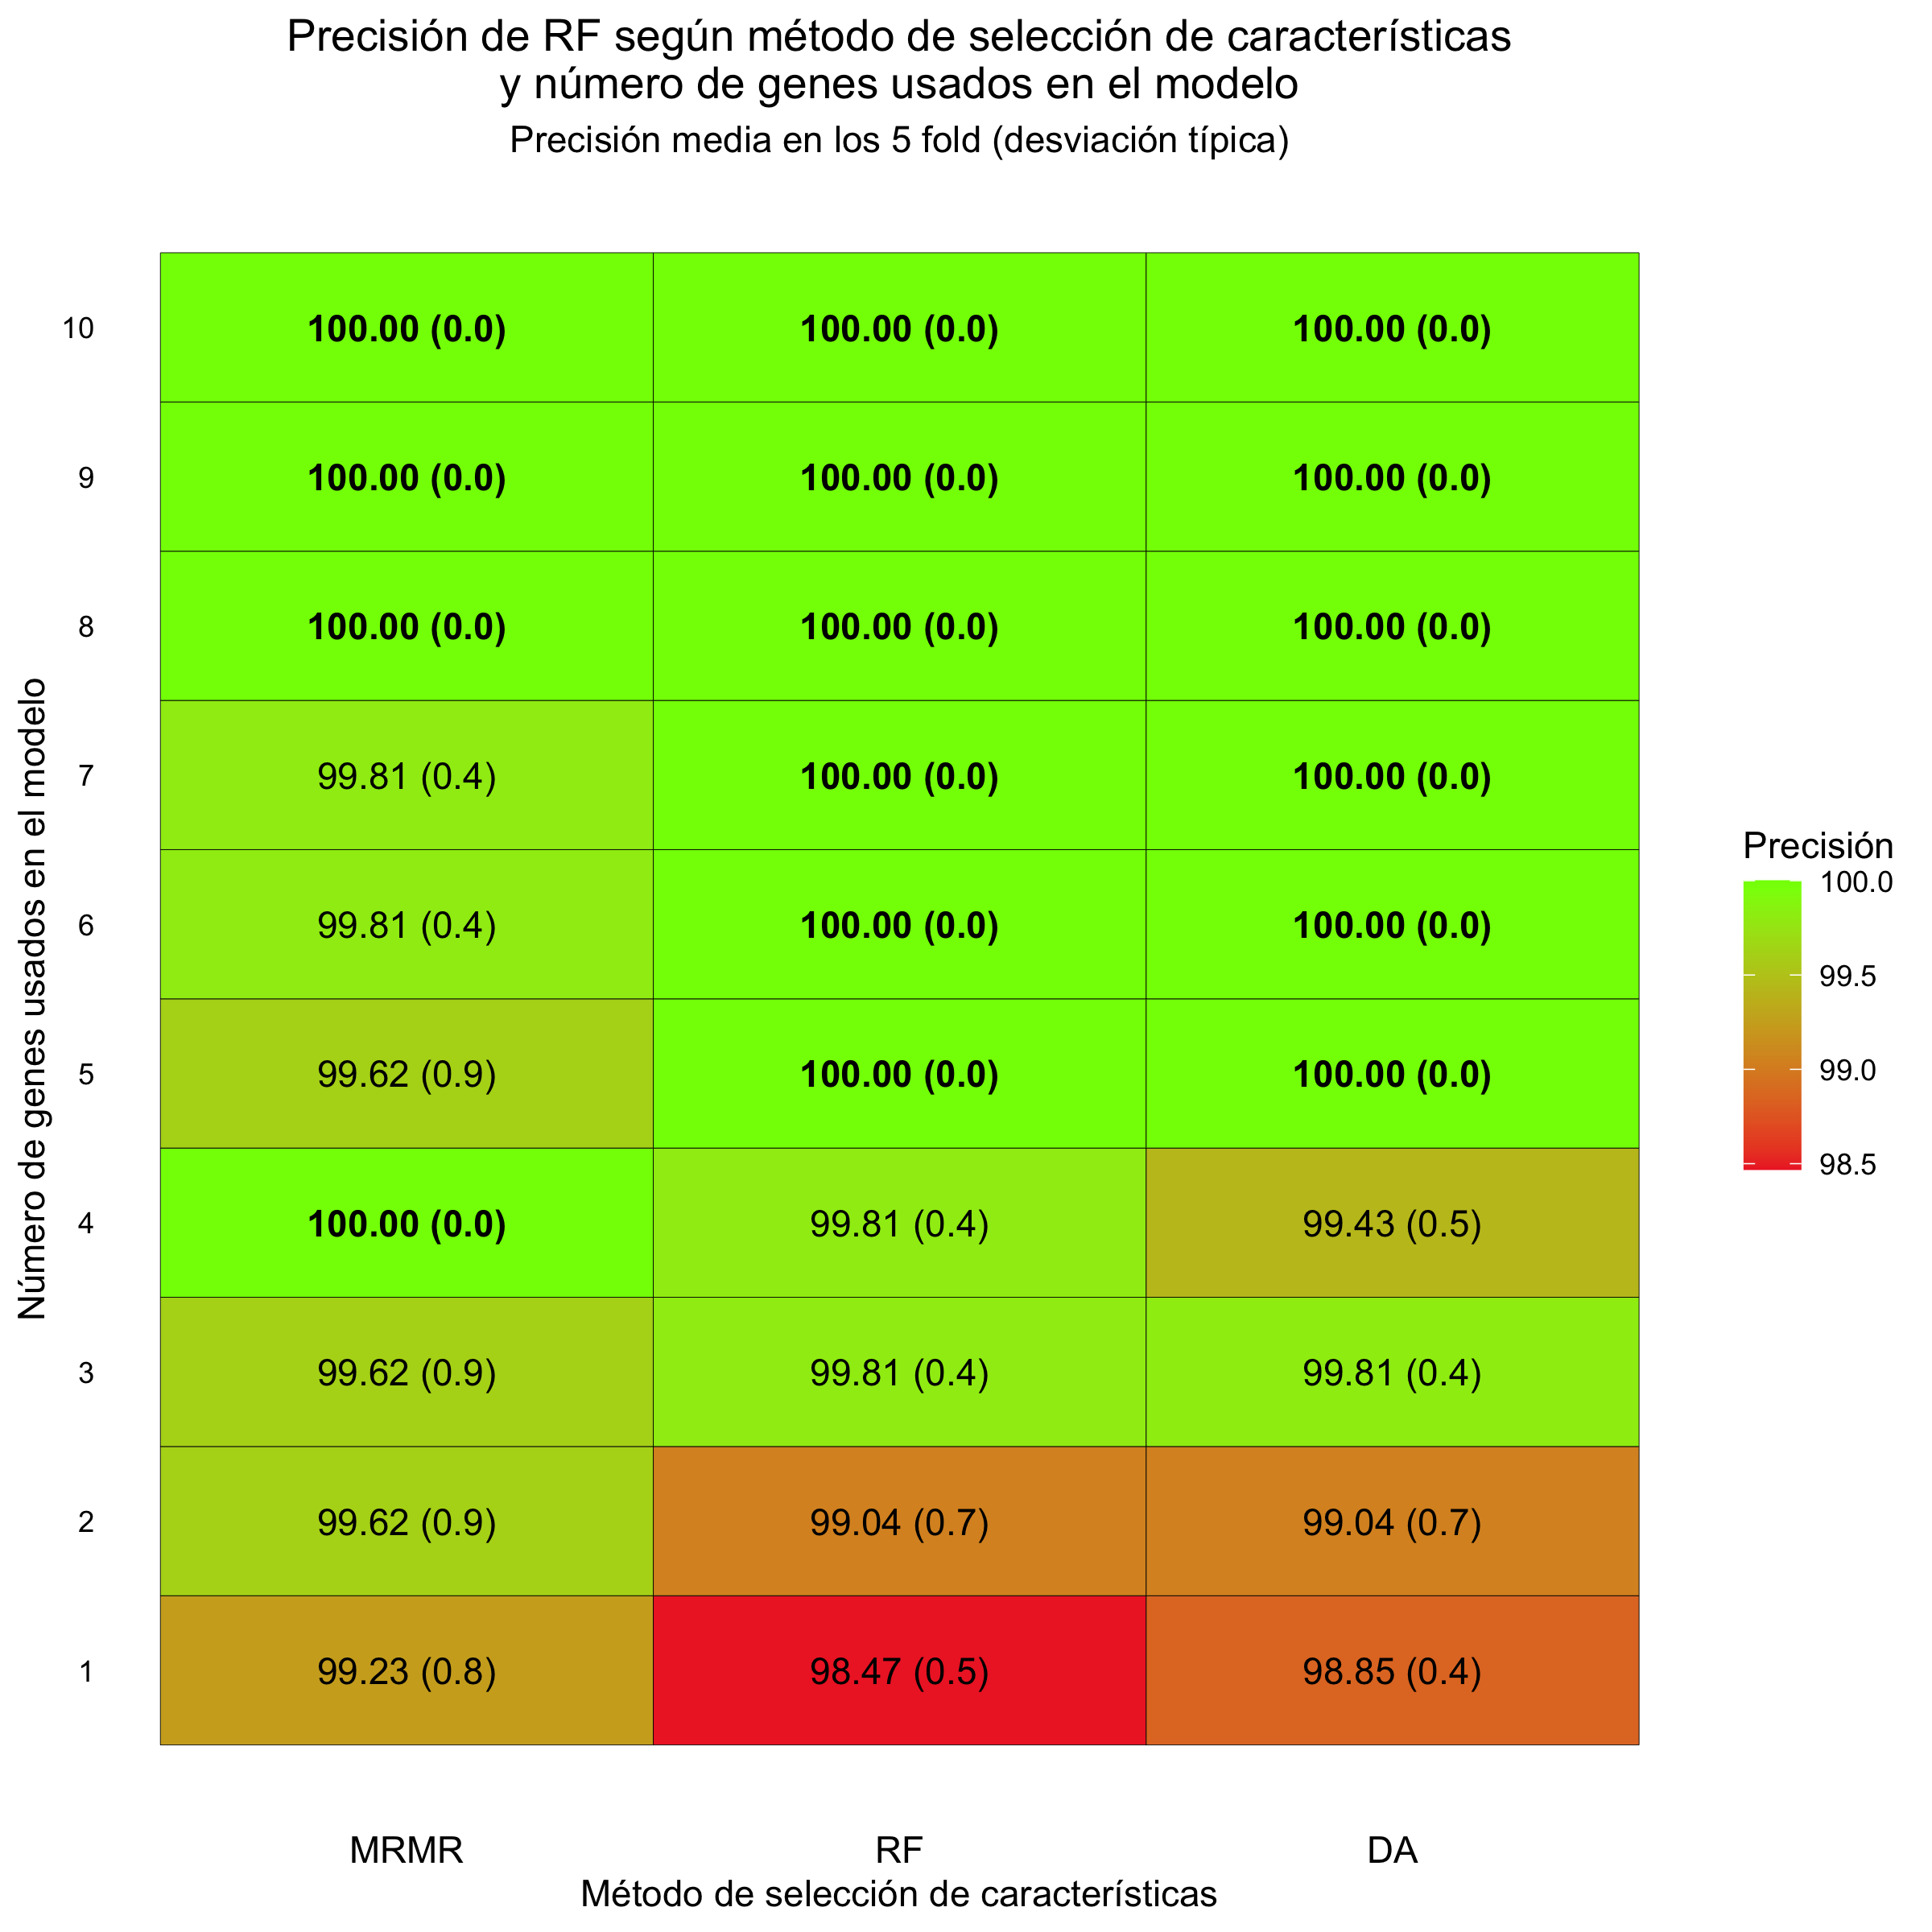 Precisión de RF según método de selección de características
y número de genes usados en el modelo
Precisión media en los 5 fold (desviación típica)
Número de genes usados en el modelo
10 100.00 (0.0) 100.00 (0.0) 100.00 (0.0)
9 100.00 (0.0) 100.00 (0.0) 100.00 (0.0)
8 100.00 (0.0) 100.00 (0.0) 100.00 (0.0)
7 99.81 (0.4) 100.00 (0.0) 100.00 (0.0)
6 99.81 (0.4) 100.00 (0.0) 100.00 (0.0)
5 99.62 (0.9) 100.00 (0.0) 100.00 (0.0)
4 100.00 (0.0) 99.81 (0.4) 99.43 (0.5)
3 99.62 (0.9) 99.81 (0.4) 99.81 (0.4)
2 99.62 (0.9) 99.04 (0.7) 99.04 (0.7)
1 99.23 (0.8) 98.47 (0.5) 98.85 (0.4)
MRMR RF DA
Método de selección de características
Precisión
100.0
99.5
99.0
98.5